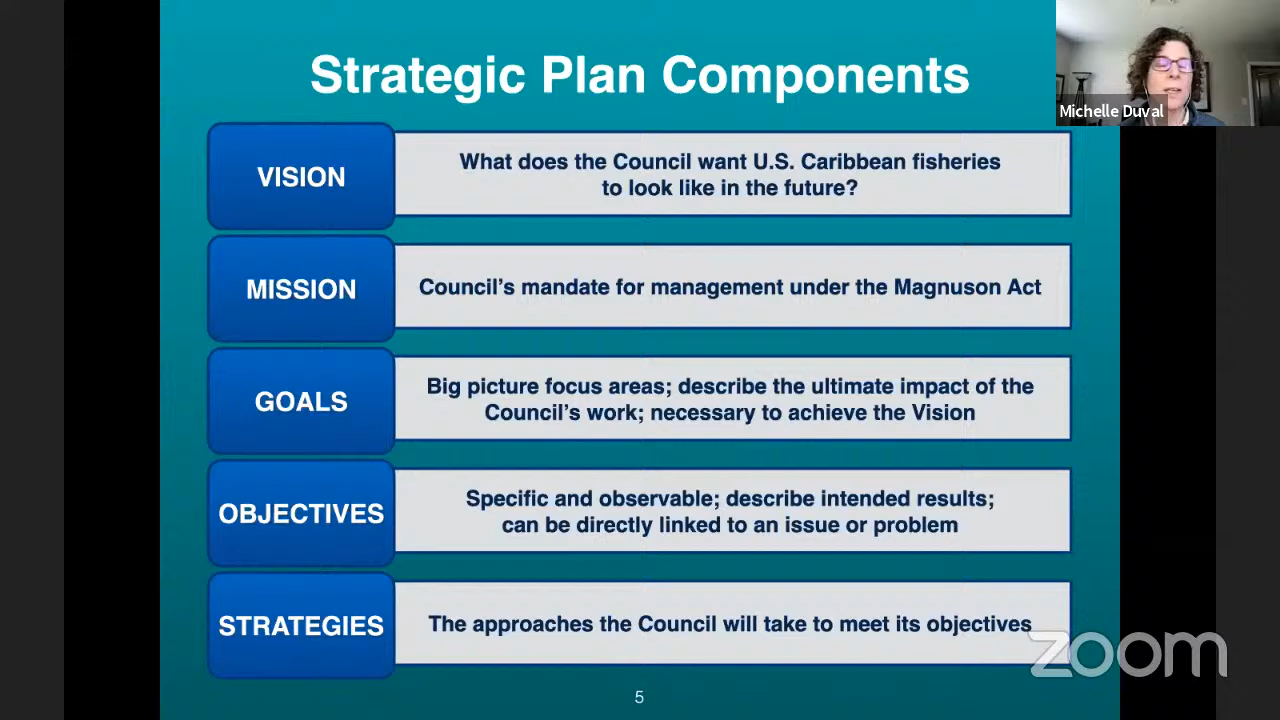 Strategic Plan Components
Michelle Duval
VISION
What does the Council want U.S. Caribbean fisheries
to look like in the future?
MISSION
Council's mandate for management under the Magnuson Act
GOALS
Big picture focus areas; describe the ultimate impact of the
Council's work; necessary to achieve the Vision
OBJECTIVES
Specific and observable; describe intended results;
can be directly linked to an issue or problem
STRATEGIES
The approaches the Council will take to meet its objectives
zoom
5